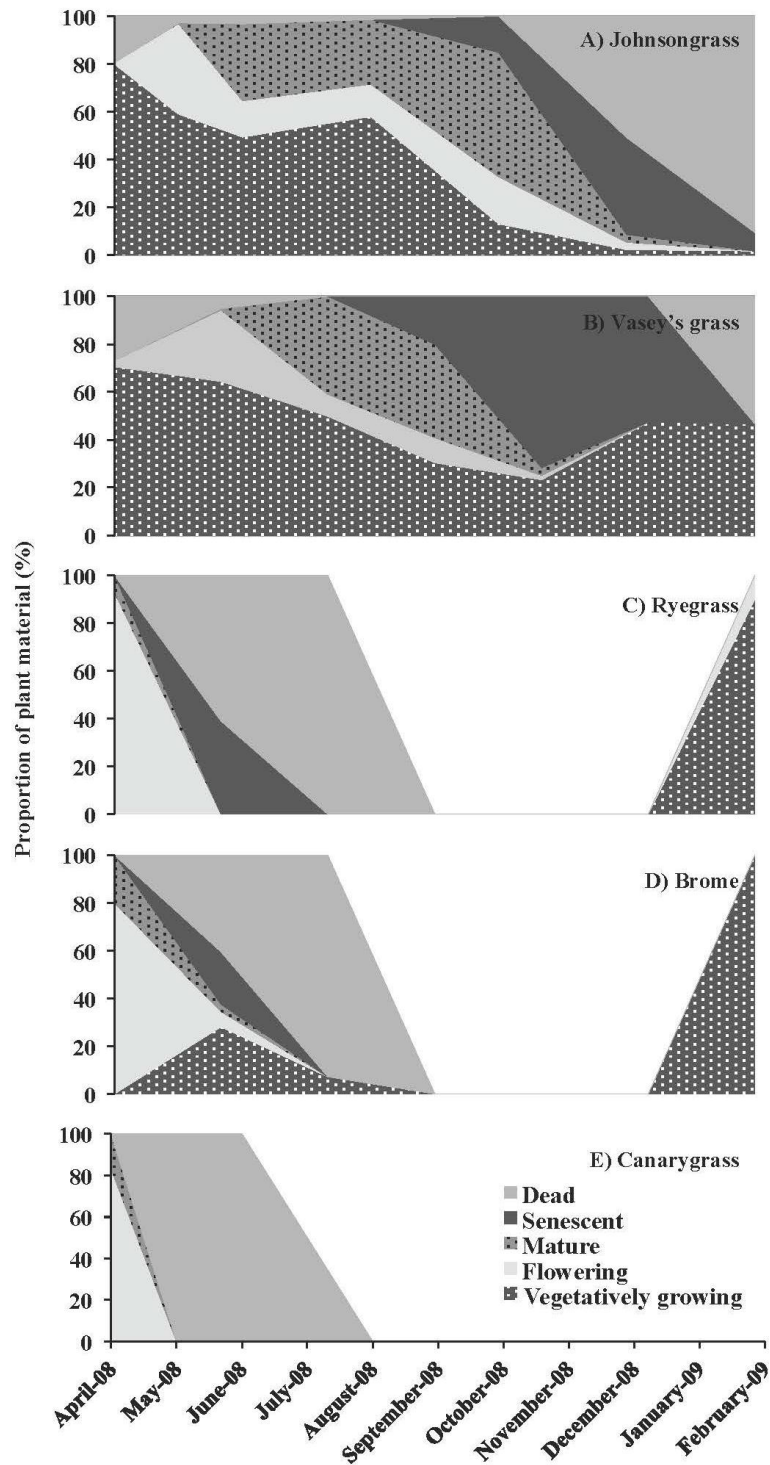 Proportion of plant material (%)
100
80
60
40
20
0
A) Johnsongrass
100
80
60
40
20
0
B) Vasey's grass
100
80
60
40
20
0
C) Ryegrass
100
80
60
40
20
0
D) Brome
100
80
60
40
20
0
E) Canarygrass
Dead
Senescent
Mature
Flowering
Vegetatively growing
April-08
May-08
June-08
July-08
August-08
September-08
October-08
November-08
December-08
January-09
February-09